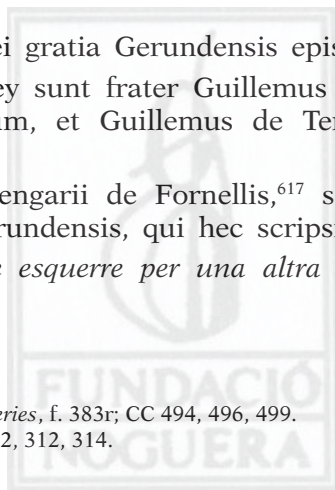 ei gratia Gerundensis epis
ey sunt frater Guillemus
um, et Guillemus de Ter
engarii de Fornellis,⁶¹⁷ s
rundensis, qui hec scrips
e esquerre per una altra
eries, f. 383r; CC 494, 496, 499.
2, 312, 314.
FUNDACIÓ
NOGUERA